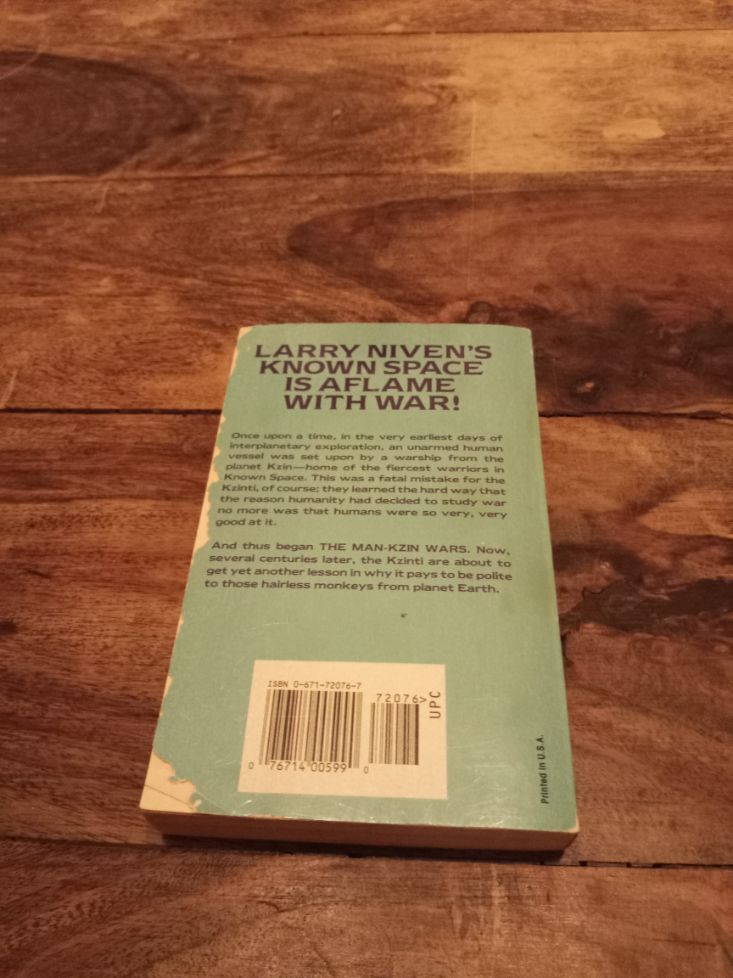 LARRY NIVEN'S
KNOWN SPACE
IS AFLAME
WITH WAR!
Once upon a time, in the very earliest days of
interplanetary exploration, an unarmed human
vessel was set upon by a warship from the
planet Kzin—home of the fiercest warriors in
Known Space. This was a fatal mistake for the
Kzinti, of course; they learned the hard way that
the reason humanity had decided to study war
no more was that humans were so very, very
good at it.
And thus began THE MAN-KZIN WARS. Now,
several centuries later, the Kzinti are about to
get yet another lesson in why it pays to be polite
to those hairless monkeys from planet Earth.
ISBN 0-671-72076-7
72076>
UPC
0 76714 00599 0
Printed in U.S.A.